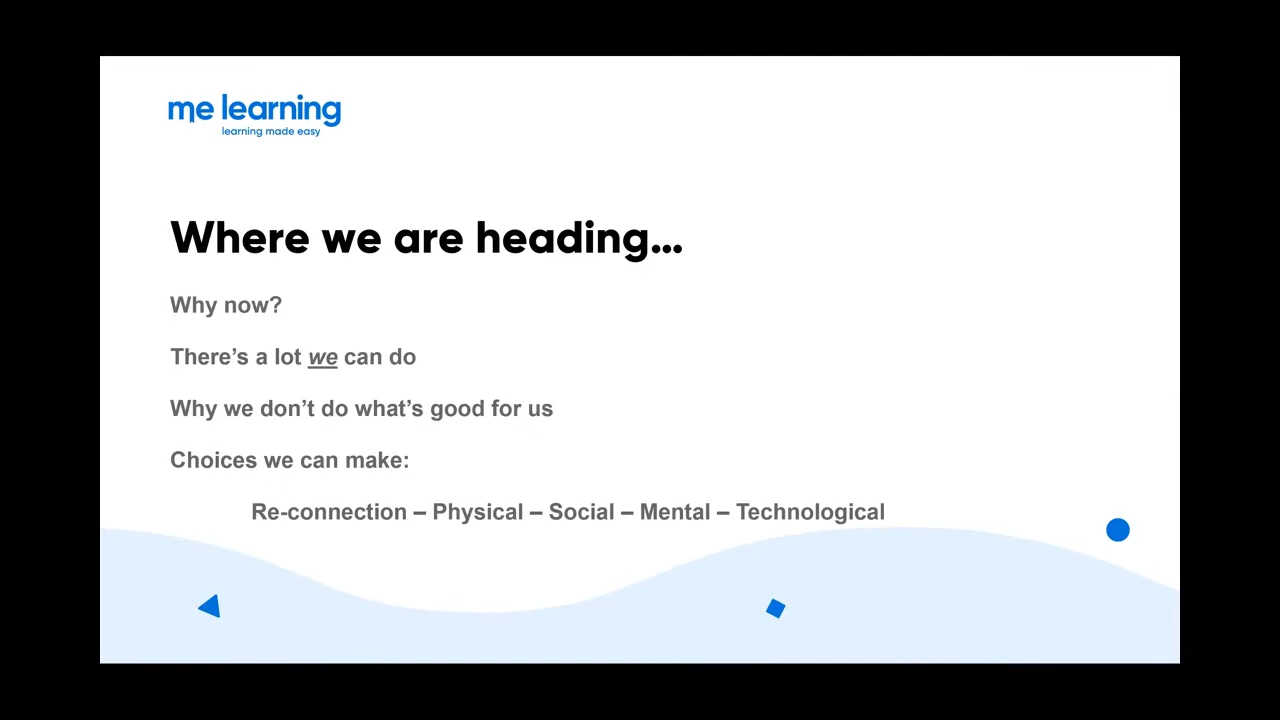 me learning
learning made easy
Where we are heading...
Why now?
There’s a lot we can do
Why we don’t do what’s good for us
Choices we can make:
Re-connection – Physical – Social – Mental – Technological